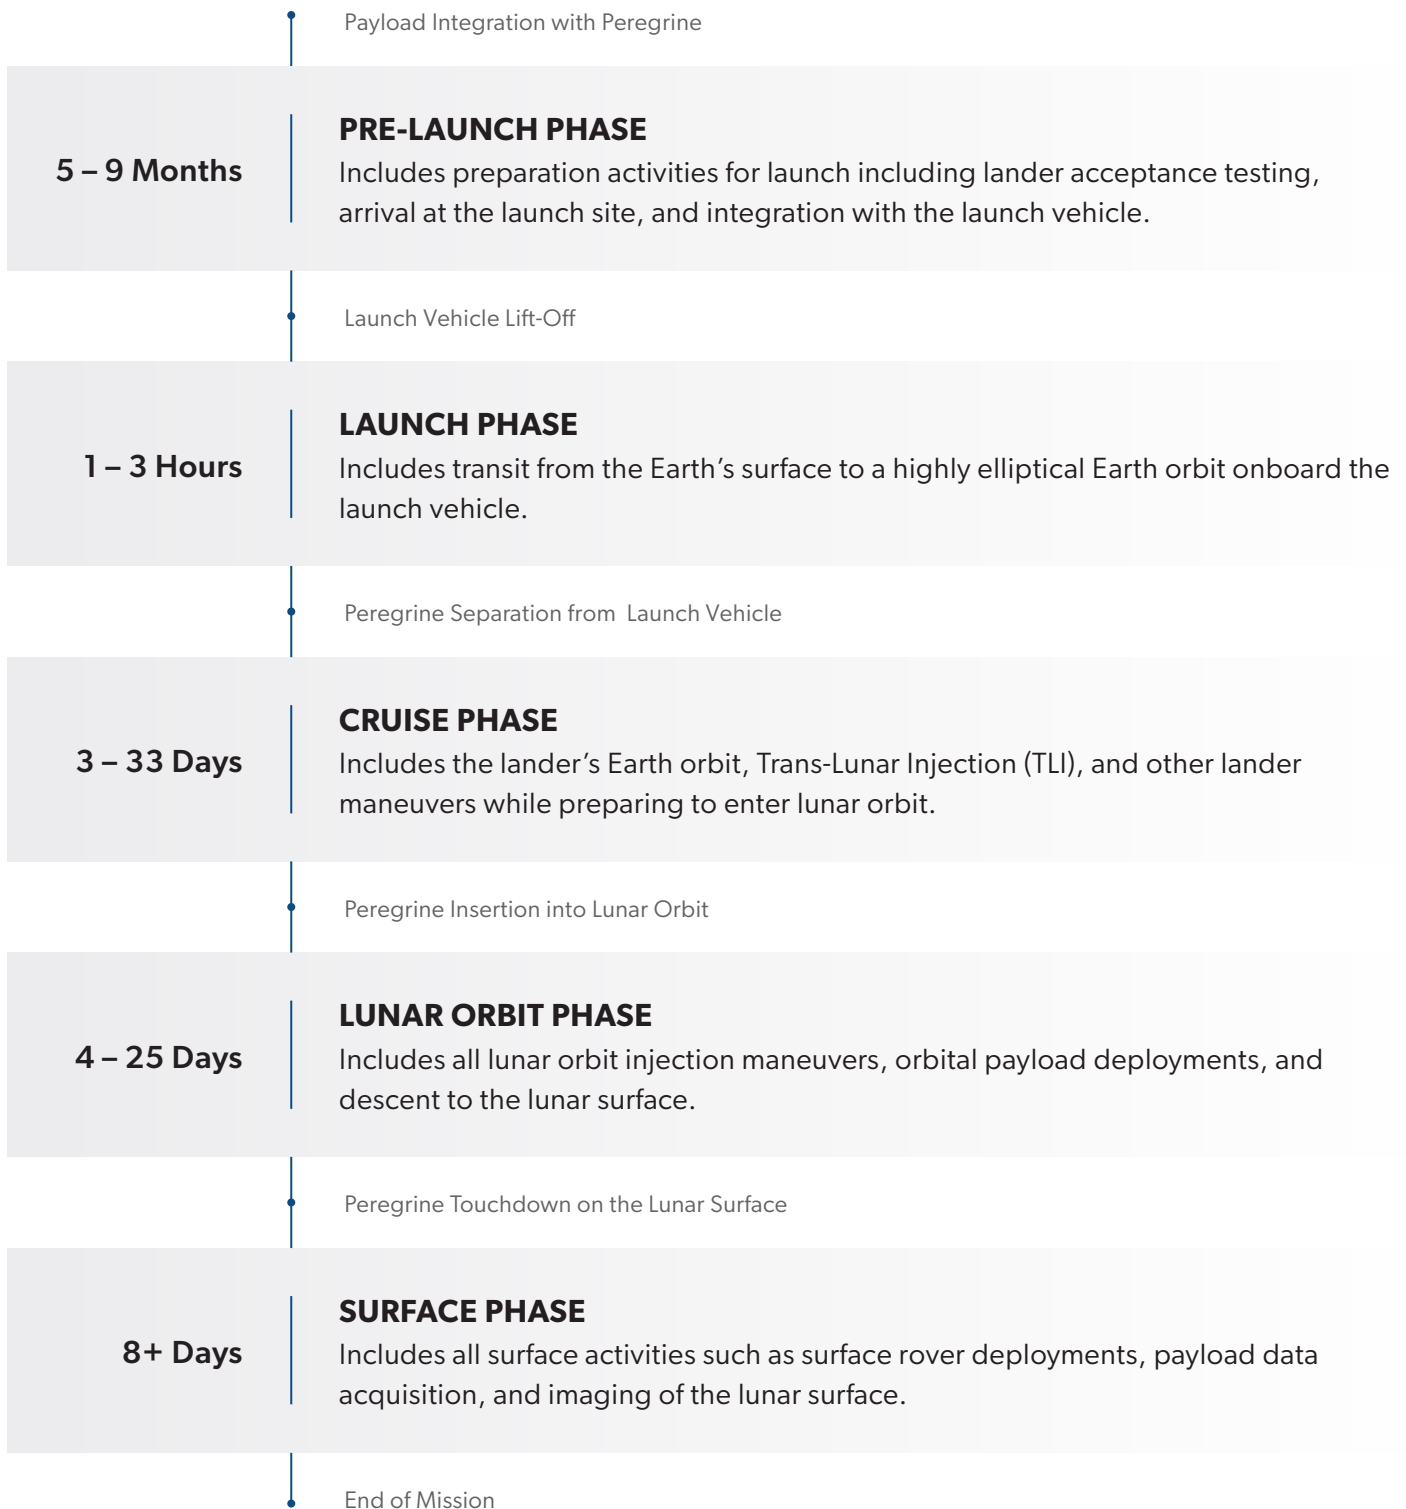 Payload Integration with Peregrine
PRE-LAUNCH PHASE
5 – 9 Months
Includes preparation activities for launch including lander acceptance testing,
arrival at the launch site, and integration with the launch vehicle.
Launch Vehicle Lift-Off
LAUNCH PHASE
1 – 3 Hours
Includes transit from the Earth’s surface to a highly elliptical Earth orbit onboard the
launch vehicle.
Peregrine Separation from  Launch Vehicle
CRUISE PHASE
3 – 33 Days
Includes the lander’s Earth orbit, Trans-Lunar Injection (TLI), and other lander
maneuvers while preparing to enter lunar orbit.
Peregrine Insertion into Lunar Orbit
LUNAR ORBIT PHASE
4 – 25 Days
Includes all lunar orbit injection maneuvers, orbital payload deployments, and
descent to the lunar surface.
Peregrine Touchdown on the Lunar Surface
SURFACE PHASE
8+ Days
Includes all surface activities such as surface rover deployments, payload data
acquisition, and imaging of the lunar surface.
End of Mission